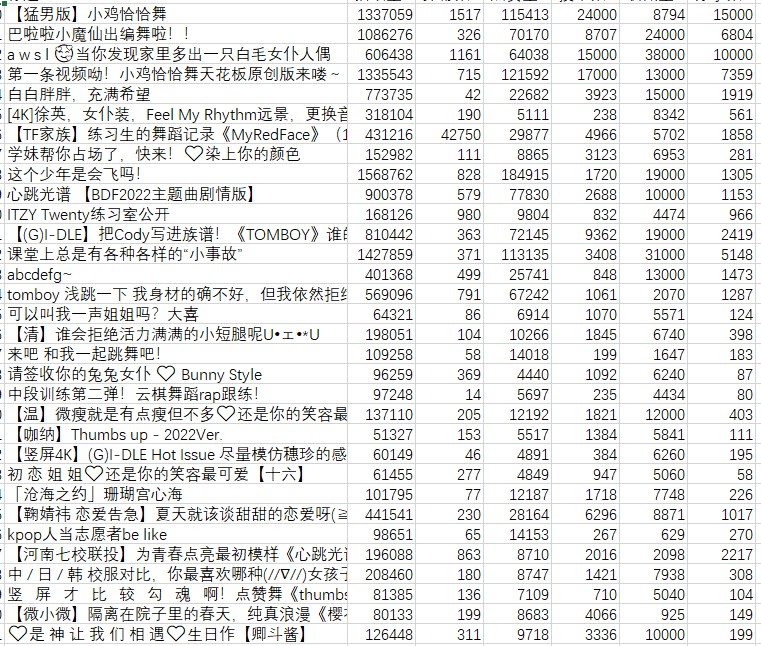 【猛男版】小鸡恰恰舞 1337059 1517 115413 24000 8794 15000
巴啦啦小魔仙出编舞啦！！ 1086276 326 70170 8707 24000 6804
a w s l 当你发现家里多出一只白毛女仆人偶 606438 1161 64038 15000 38000 10000
第一条视频呦！小鸡恰恰舞天花板原创版来喽～ 1335543 715 121592 17000 13000 7359
白白胖胖，充满希望 773735 42 22682 3923 15000 1919
[4K]徐英，女仆装，Feel My Rhythm远景，更换音 318104 190 5111 238 8342 561
【TF家族】练习生的舞蹈记录《MyRedFace》（1 431216 42750 29877 4966 5702 1858
学妹帮你占场了，快来！♡染上你的颜色 152982 111 8865 3123 6953 281
这个少年是会飞吗！ 1568762 828 184915 1720 19000 1305
心跳光谱 【BDF2022主题曲剧情版】 900378 579 77830 2688 10000 1153
ITZY Twenty练习室公开 168126 980 9804 832 4474 966
【(G)I-DLE】把Cody写进族谱！《TOMBOY》谁的 810442 363 72145 9362 19000 2419
课堂上总是有各种各样的“小事故” 1427859 371 113135 3408 31000 5148
abcdefg~ 401368 499 25741 848 13000 1473
tomboy 浅跳一下 我身材的确不好，但我依然拒绝 569096 791 67242 1061 2070 1287
可以叫我一声姐姐吗？大喜 64321 86 6914 1070 5571 124
【清】谁会拒绝活力满满的小短腿呢U•ェ•*U 198051 104 10266 1845 6740 398
来吧 和我一起跳舞吧！ 109258 58 14018 199 1647 183
请签收你的兔兔女仆 ♡ Bunny Style 96259 369 4440 1092 6240 87
中段训练第二弹！云棋舞蹈rap跟练！ 97248 14 5697 235 4434 80
【温】微瘦就是有点瘦但不多♡还是你的笑容最 137110 205 12192 1821 12000 403
【咖纳】Thumbs up - 2022Ver. 51327 153 5517 1384 5841 111
【竖屏4K】(G)I-DLE Hot Issue 尽量模仿穗珍的感 60149 46 4891 384 6260 195
初 恋 姐 姐♡还是你的笑容最可爱【十六】 61455 277 4849 947 5060 58
「沧海之约」珊瑚宫心海 101795 77 12187 1718 7748 226
【鞠婧祎 恋爱告急】夏天就该谈甜甜的恋爱呀(≧ 441541 230 28164 6296 8871 1017
kpop人当志愿者be like 98651 65 14153 267 629 270
【河南七校联投】为青春点亮最初模样《心跳光谱 196088 863 8710 2016 2098 2217
中 / 日 / 韩 校服对比，你最喜欢哪种(//∇//)女孩子 208460 180 8747 1421 7938 308
竖 屏 才 比 较 勾 魂 啊！点赞舞《thumbs 81385 136 7109 710 5040 104
【微小微】隔离在院子里的春天，纯真浪漫《樱花 80133 199 8683 4066 925 149
♡是 神 让 我 们 相 遇♡生日作【卿斗酱】 126448 311 9718 3336 10000 199